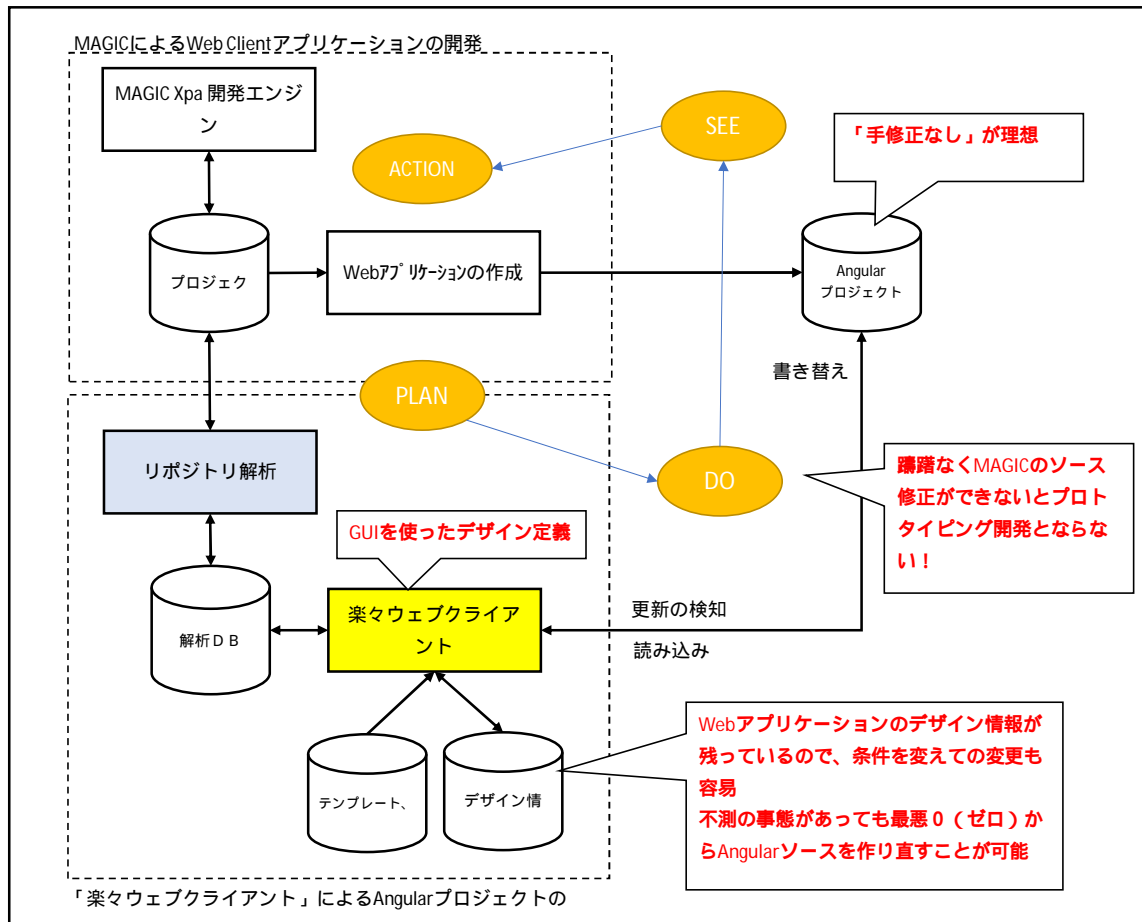 MAGICによるWeb Clientアプリケーションの開発
MAGIC Xpa 開発エンジ
ン
SEE
「手修正なし」が理想
ACTION
プロジェク
Webｱﾌﾟﾘケーションの作成
Angular
プロジェクト
書き替え
PLAN
リポジトリ解析
DO
躊躇なくMAGICのソース
修正ができないとプロト
タイピング開発とならな
い！
GUIを使ったデザイン定義
楽々ウェブクライア
ント
解析ＤＢ
更新の検知
読み込み
Webアプリケーションのデザイン情報が
残っているので、条件を変えての変更も
容易
不測の事態があっても最悪０（ゼロ）か
らAngularソースを作り直すことが可能
テンプレート、
デザイン情
「楽々ウェブクライアント」によるAngularプロジェクトの